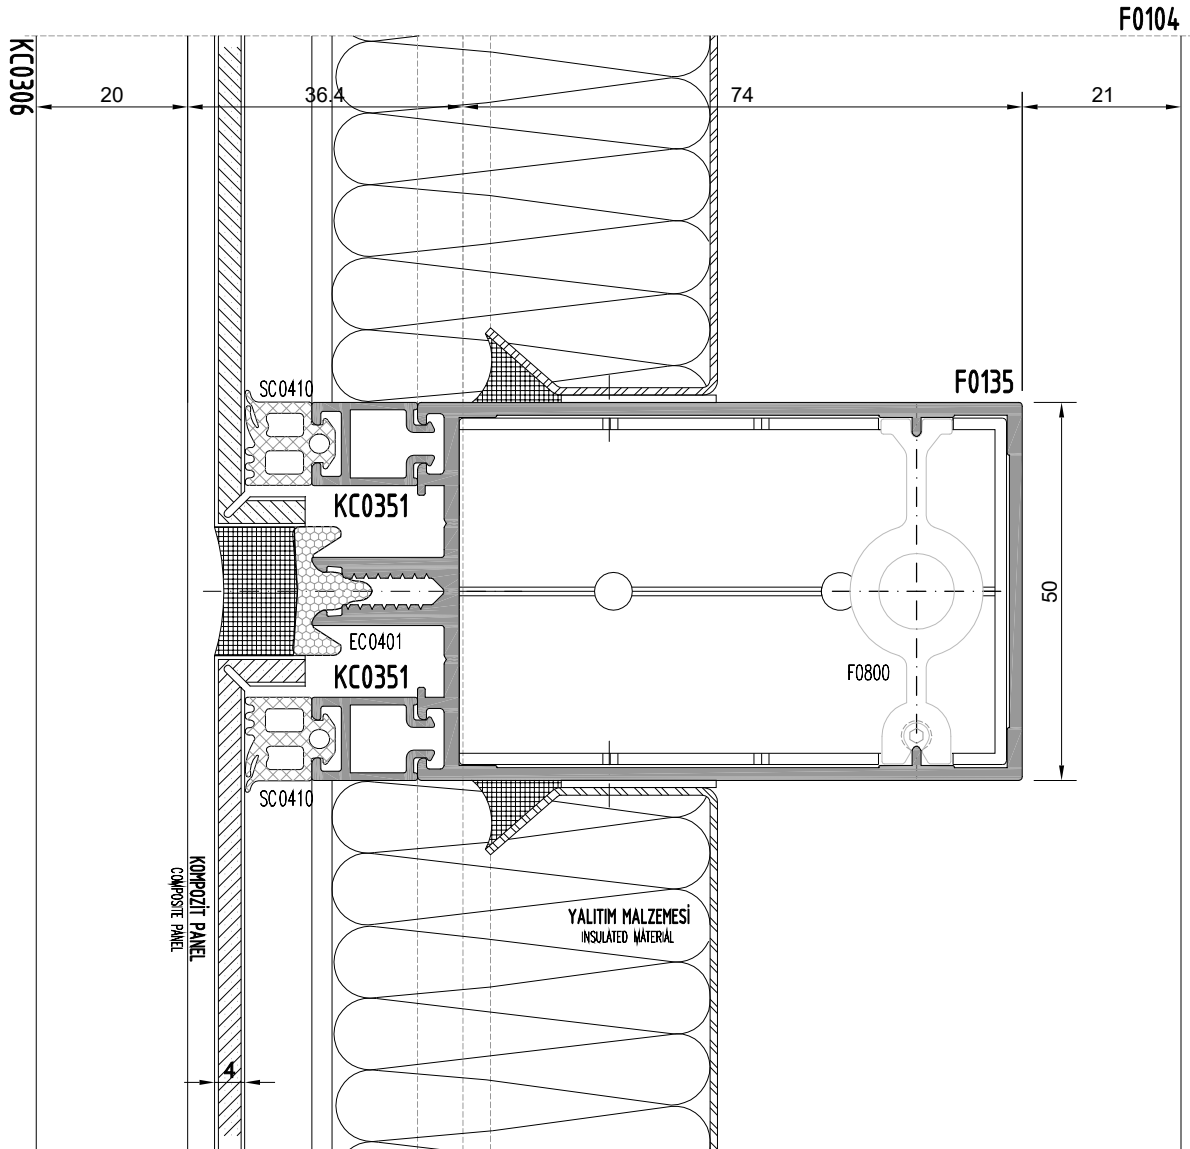 F0104
KC0306
20
36.4
74
21
F0135
SC0410
KC0351
50
EC0401
KC0351
F0800
SC0410
KOMPOZİT PANEL
COMPOSITE PANEL
YALITIM MALZEMESİ
INSULATED MATERIAL
4